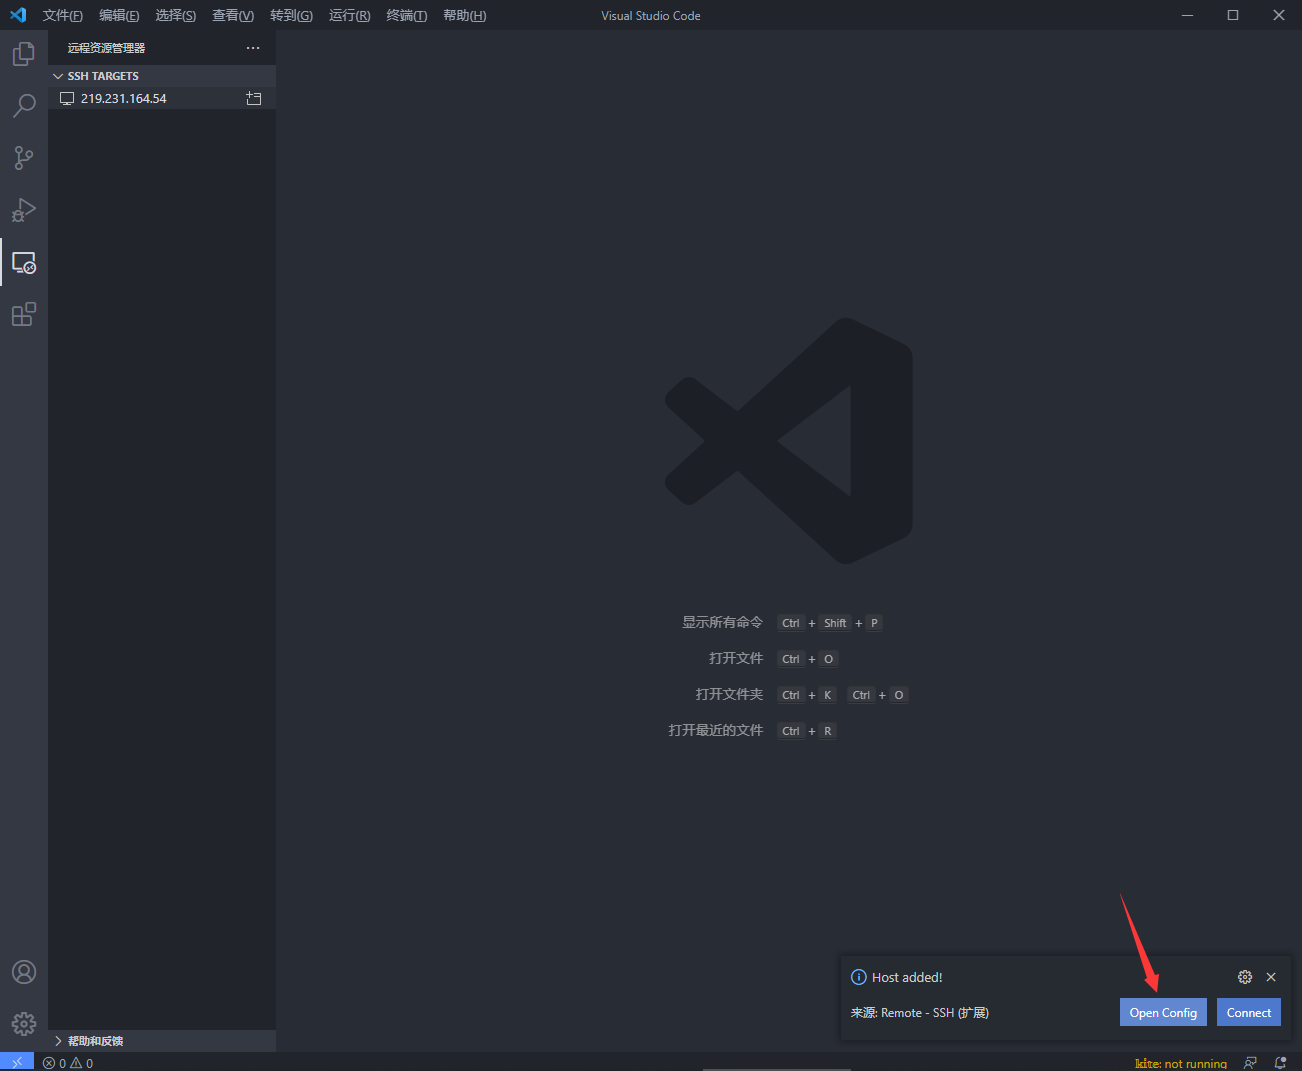 文件(F) 编辑(E) 选择(S) 查看(V) 转到(G) 运行(R) 终端(T) 帮助(H) Visual Studio Code
远程资源管理器
SSH TARGETS
219.231.164.54
显示所有命令 Ctrl + Shift + P
打开文件 Ctrl + O
打开文件夹 Ctrl + K Ctrl + O
打开最近的文件 Ctrl + R
Host added!
来源: Remote - SSH (扩展) Open Config Connect
帮助和反馈
0 0 kite: not running